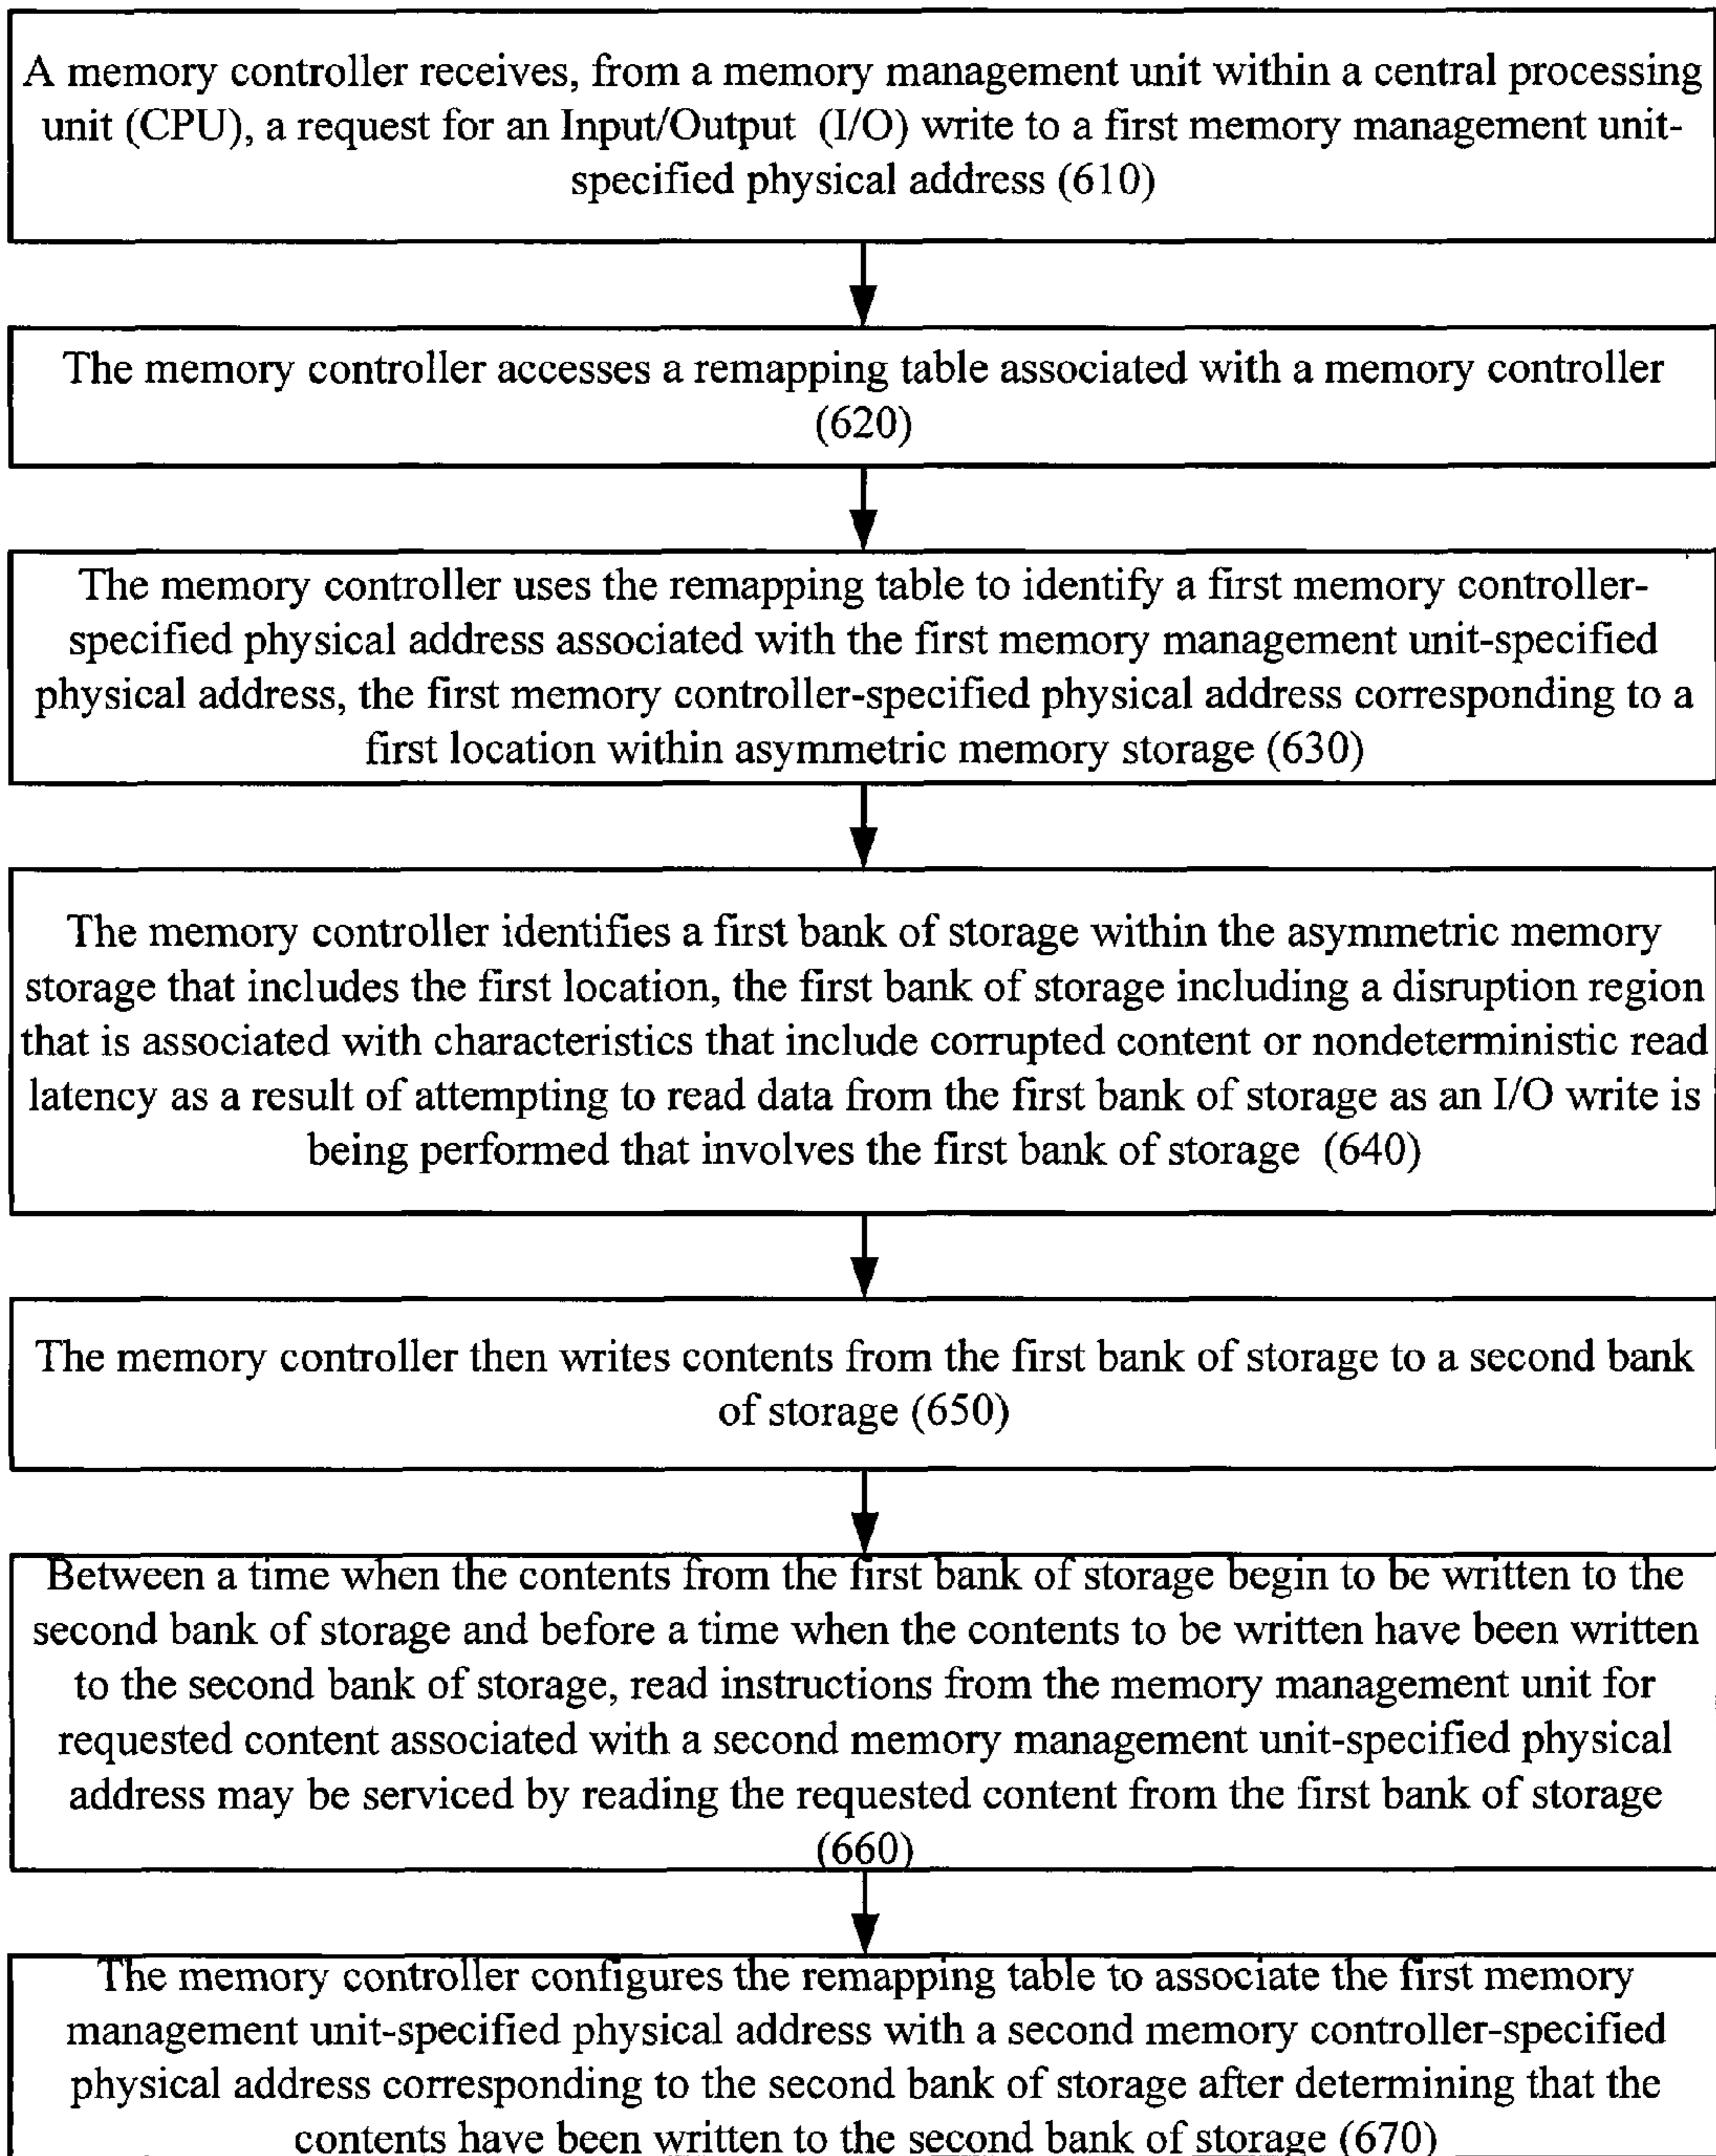 A memory controller receives, from a memory management unit within a central processing
unit (CPU), a request for an Input/Output (I/O) write to a first memory management unit-
specified physical address (610)
The memory controller accesses a remapping table associated with a memory controller
(620)
The memory controller uses the remapping table to identify a first memory controller-
specified physical address associated with the first memory management unit-specified
physical address, the first memory controller-specified physical address corresponding to a
first location within asymmetric memory storage (630)
The memory controller identifies a first bank of storage within the asymmetric memory
storage that includes the first location, the first bank of storage including a disruption region
that is associated with characteristics that include corrupted content or nondeterministic read
latency as a result of attempting to read data from the first bank of storage as an I/O write is
being performed that involves the first bank of storage (640)
The memory controller then writes contents from the first bank of storage to a second bank
of storage (650)
Between a time when the contents from the first bank of storage begin to be written to the
second bank of storage and before a time when the contents to be written have been written
to the second bank of storage, read instructions from the memory management unit for
requested content associated with a second memory management unit-specified physical
address may be serviced by reading the requested content from the first bank of storage
(660)
The memory controller configures the remapping table to associate the first memory
management unit-specified physical address with a second memory controller-specified
physical address corresponding to the second bank of storage after determining that the
contents have been written to the second bank of storage (670)